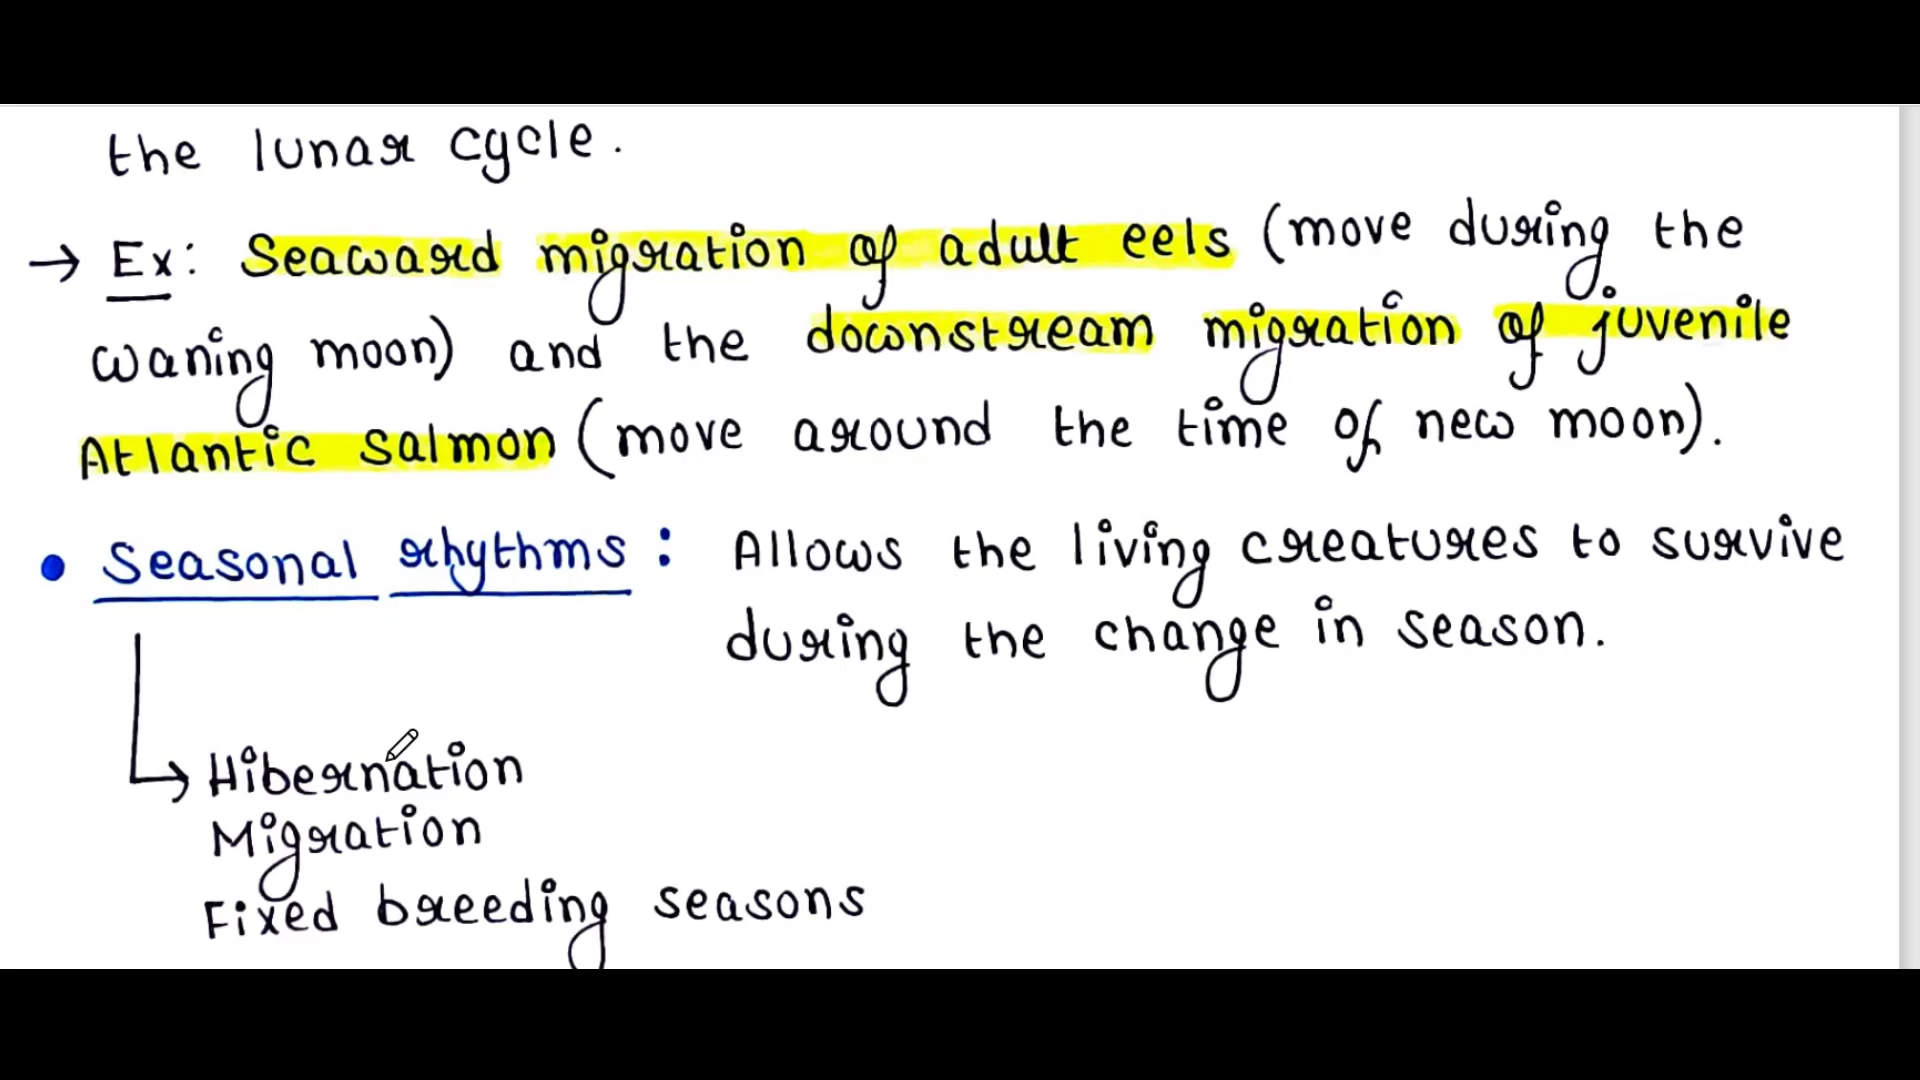 the lunar cycle.
→ Ex: Seaward migration of adult eels (move during the
waning moon) and the downstream migration of juvenile
Atlantic salmon (move around the time of new moon).
• Seasonal rhythms: Allows the living creatures to survive
during the change in season.
↳ Hibernation
Migration
Fixed breeding seasons